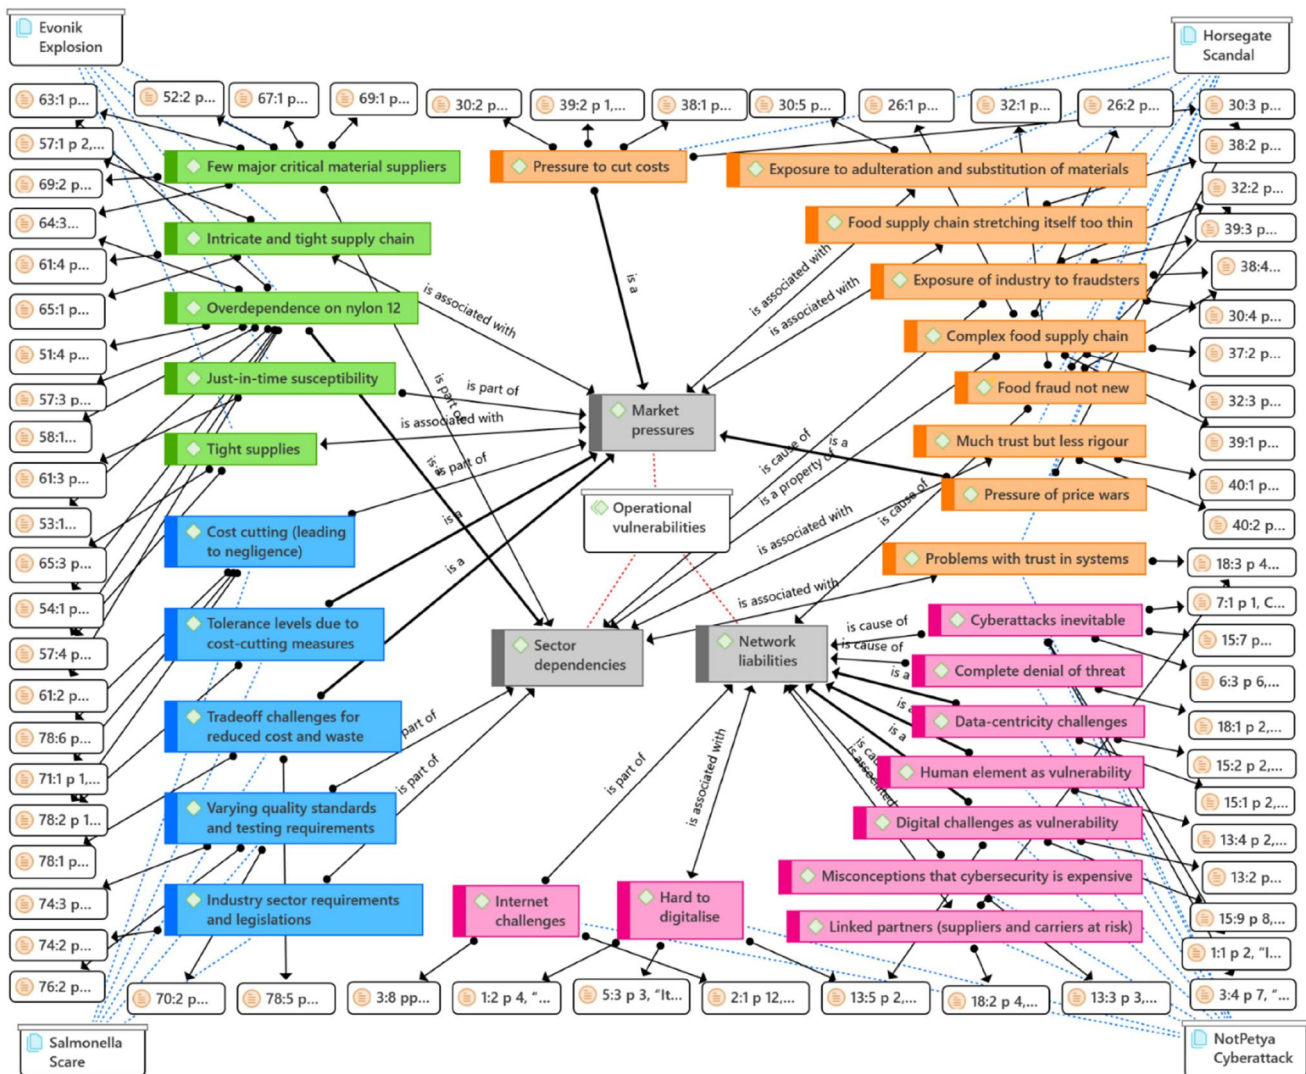 Evonik
Explosion
Horsegate
Scandal
63:1 p...
52:2 p...
67:1 p...
69:1 p...
30:2 p...
39:2 p 1,...
38:1 p...
30:5 p...
26:1 p...
32:1 p...
26:2 p...
30:3 p...
57:1 p 2,...
38:2 p...
Few major critical material suppliers
Pressure to cut costs
Exposure to adulteration and substitution of materials
69:2 p...
32:2 p...
64:3...
Intricate and tight supply chain
Food supply chain stretching itself too thin
39:3 p...
61:4 p...
Exposure of industry to fraudsters
38:4...
is a
is associated with
is associated with
is associated with
65:1 p...
Overdependence on nylon 12
30:4 p...
Complex food supply chain
51:4 p...
37:2 p...
Just-in-time susceptibility
is part of
is part of
Food fraud not new
57:3 p...
32:3 p...
Market
pressures
is associated with
58:1...
Tight supplies
Much trust but less rigour
39:1 p...
is a
is cause of
is a
is part of
is a property of
61:3 p...
40:1 p...
Pressure of price wars
is cause of
53:1...
Cost cutting (leading
to negligence)
Operational
vulnerabilities
is a
is associated with
40:2 p...
65:3 p...
is a
Problems with trust in systems
18:3 p 4...
54:1 p...
is associated with
7:1 p 1, C...
Tolerance levels due to
cost-cutting measures
Sector
dependencies
Network
liabilities
is cause of
Cyberattacks inevitable
57:4 p...
is cause of
15:7 p...
61:2 p...
is a
Complete denial of threat
6:3 p 6,...
78:6 p...
Tradeoff challenges for
reduced cost and waste
part of
is a
Data-centricity challenges
18:1 p 2,...
71:1 p 1,...
is part of
is part of
is associated with
is a
is cau
is associated
Human element as vulnerability
15:2 p 2,...
78:2 p 1...
Varying quality standards
and testing requirements
Digital challenges as vulnerability
15:1 p 2,...
78:1 p...
13:4 p 2,...
Misconceptions that cybersecurity is expensive
13:2 p...
74:3 p...
Industry sector requirements
and legislations
Internet
challenges
Hard to
digitalise
Linked partners (suppliers and carriers at risk)
15:9 p 8,...
74:2 p...
1:1 p 2, “I...
76:2 p...
70:2 p...
78:5 p...
3:8 pp...
1:2 p 4, “...
5:3 p 3, “It...
2:1 p 12,...
13:5 p 2,...
18:2 p 4,...
13:3 p 3,...
3:4 p 7, “...
Salmonella
Scare
NotPetya
Cyberattack